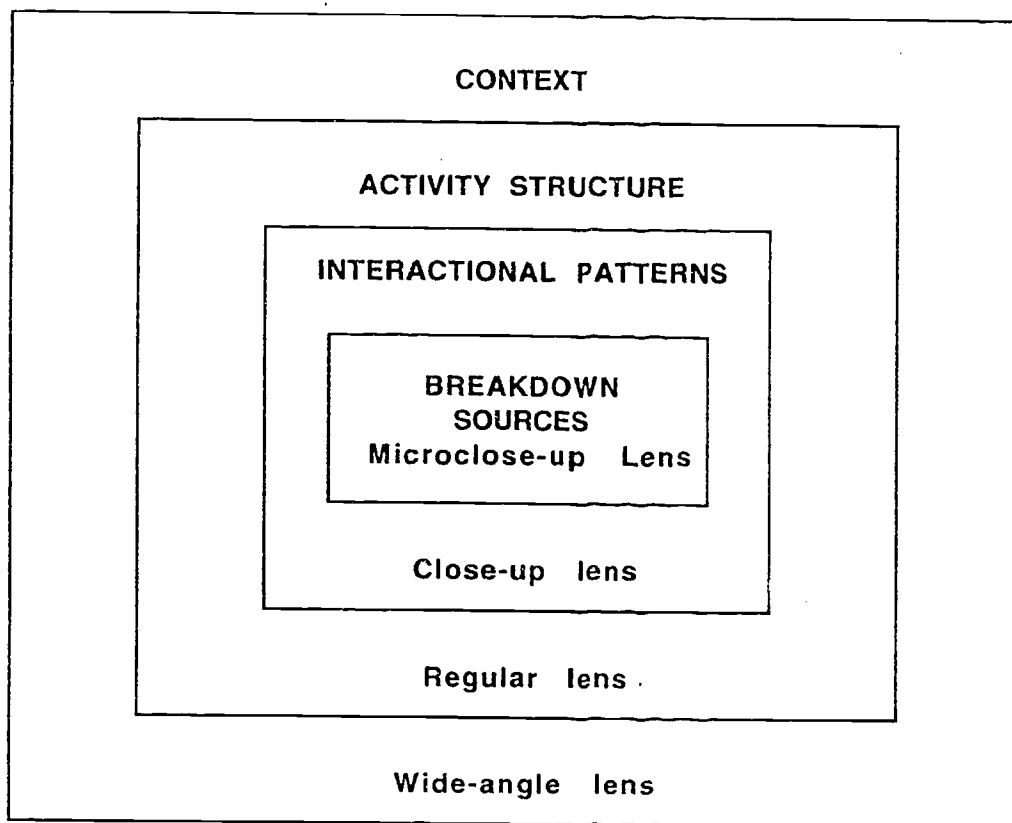 CONTEXT
ACTIVITY STRUCTURE
INTERACTIONAL PATTERNS
BREAKDOWN
SOURCES
Microclose-up Lens
Close-up lens
Regular lens
Wide-angle lens